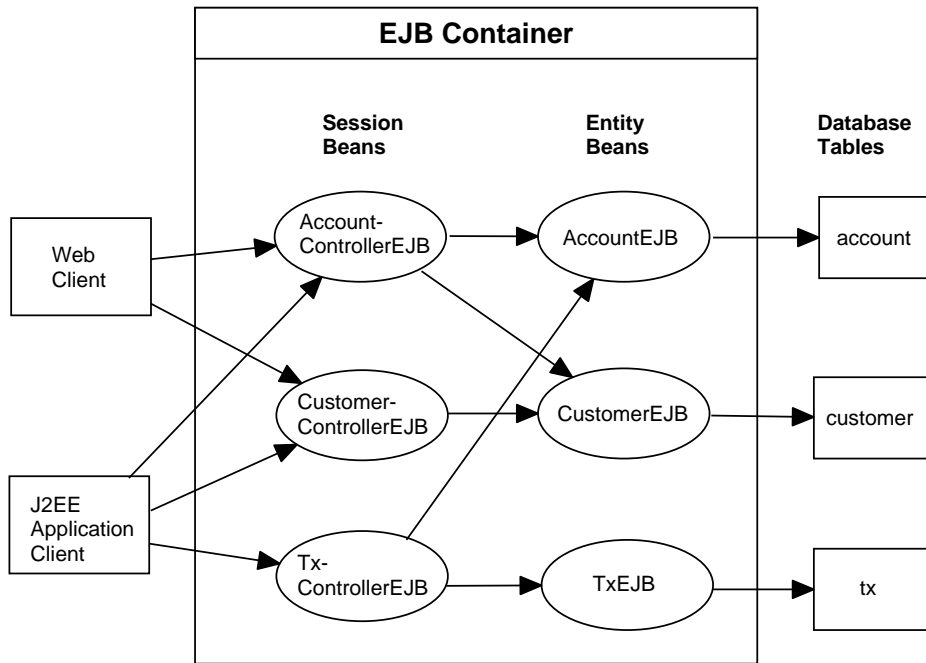 EJB Container
Session
Beans
Entity
Beans
Database
Tables
Web
Client
Account-
ControllerEJB
AccountEJB
account
Customer-
ControllerEJB
CustomerEJB
customer
J2EE
Application
Client
Tx-
ControllerEJB
TxEJB
tx